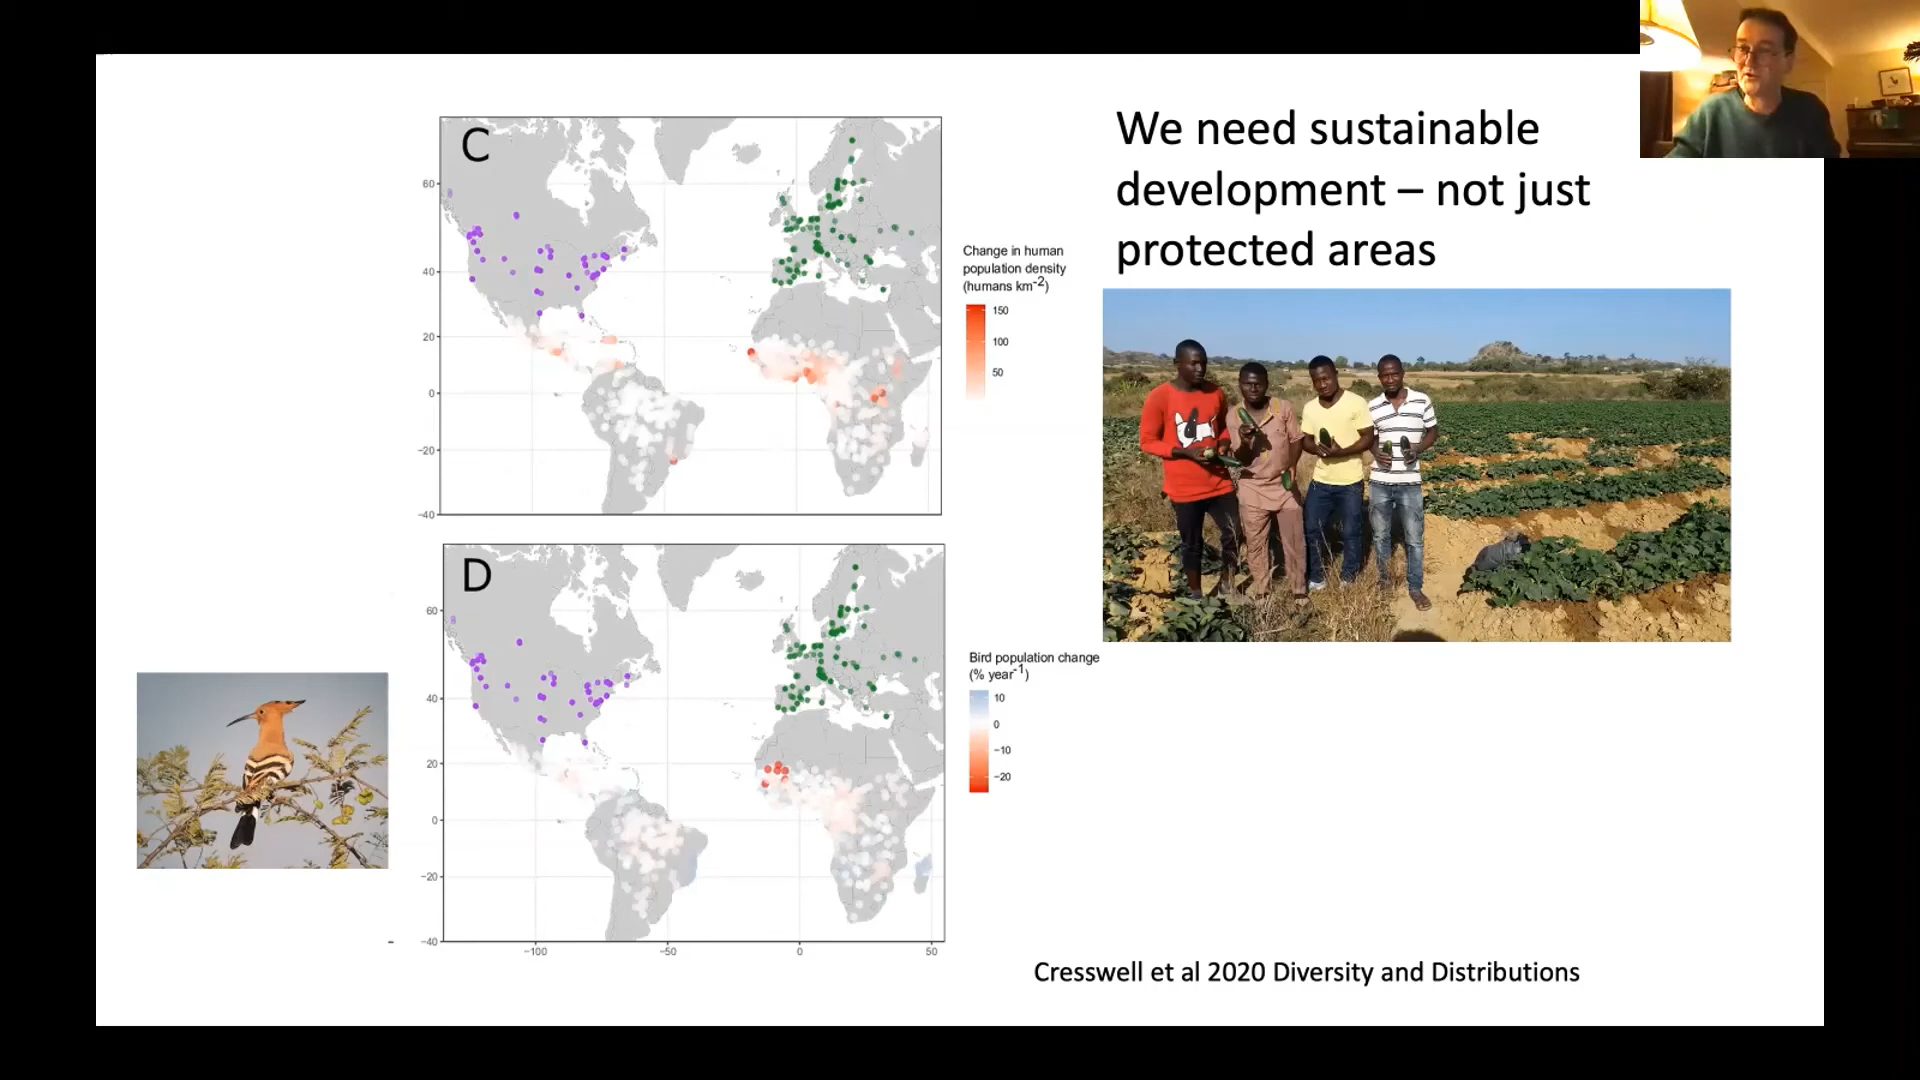 We need sustainable
development – not just
protected areas
C
60
40
20
0
−20
−40
Change in human
population density
(humans km-2)
150
100
50
D
60
40
20
0
−20
−40
−100
−50
0
50
Bird population change
(% year-1)
10
0
−10
−20
Cresswell et al 2020 Diversity and Distributions